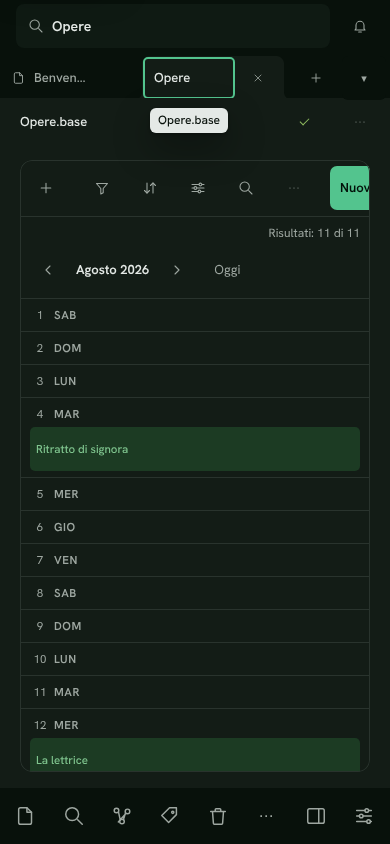 Opere
Benven...
Opere
Opere.base
Opere.base
Nuov
Risultati: 11 di 11
Agosto 2026
Oggi
1 SAB
2 DOM
3 LUN
4 MAR
Ritratto di signora
5 MER
6 GIO
7 VEN
8 SAB
9 DOM
10 LUN
11 MAR
12 MER
La lettrice